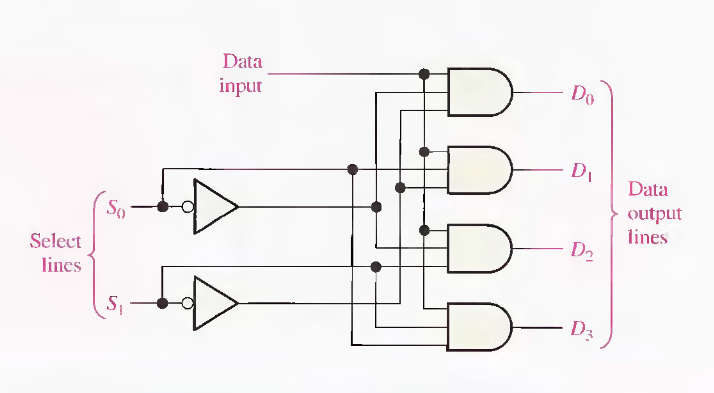 Data
input
D0
D1
S0
Data
output
lines
Select
lines
D2
S1
D3